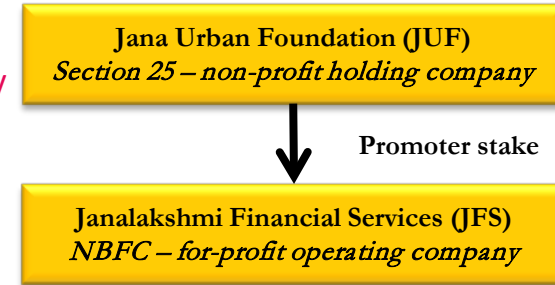 Jana Urban Foundation (JUF)
Section 25 – non-profit holding company
Promoter stake
Janalakshmi Financial Services (JFS)
NBFC – for-profit operating company